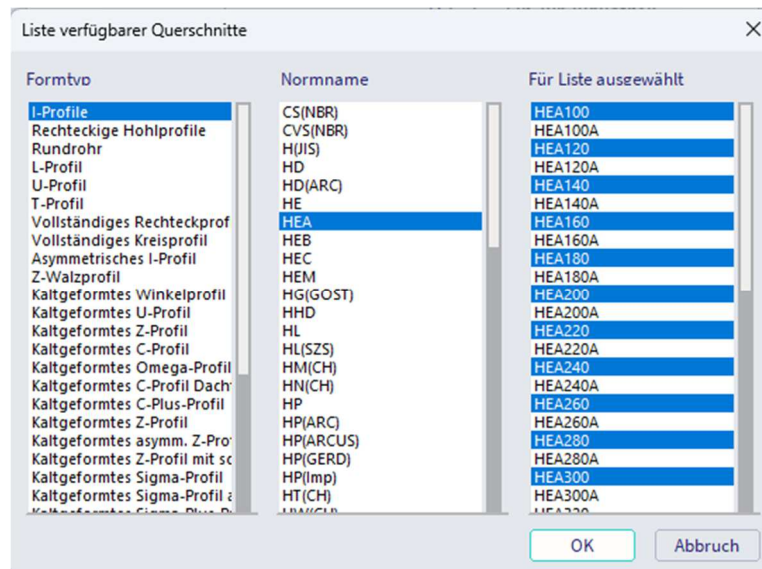 Liste verfügbarer Querschnitte
Formtyp
I-Profile
Rechteckige Hohlprofile
Rundrohr
L-Profil
U-Profil
T-Profil
Vollständiges Rechteckprof
Vollständiges Kreisprofil
Asymmetrisches I-Profil
Z-Walzprofil
Kaltgeformtes Winkelprofil
Kaltgeformtes U-Profil
Kaltgeformtes Z-Profil
Kaltgeformtes C-Profil
Kaltgeformtes Omega-Profil
Kaltgeformtes C-Profil Dach
Kaltgeformtes C-Plus-Profil
Kaltgeformtes Z-Profil
Kaltgeformtes asymm. Z-Pro
Kaltgeformtes Z-Profil mit sc
Kaltgeformtes Sigma-Profil
Kaltgeformtes Sigma-Profil a
Normname
CS(NBR)
CVS(NBR)
H(JIS)
HD
HD(ARC)
HE
HEA
HEB
HEC
HEM
HG(GOST)
HHD
HL
HL(SZS)
HM(CH)
HN(CH)
HP
HP(ARC)
HP(ARCUS)
HP(GERD)
HP(Imp)
HT(CH)
HW(CH)
Für Liste ausgewählt
HEA100
HEA100A
HEA120
HEA120A
HEA140
HEA140A
HEA160
HEA160A
HEA180
HEA180A
HEA200
HEA200A
HEA220
HEA220A
HEA240
HEA240A
HEA260
HEA260A
HEA280
HEA280A
HEA300
HEA300A
HEA320
OK
Abbruch